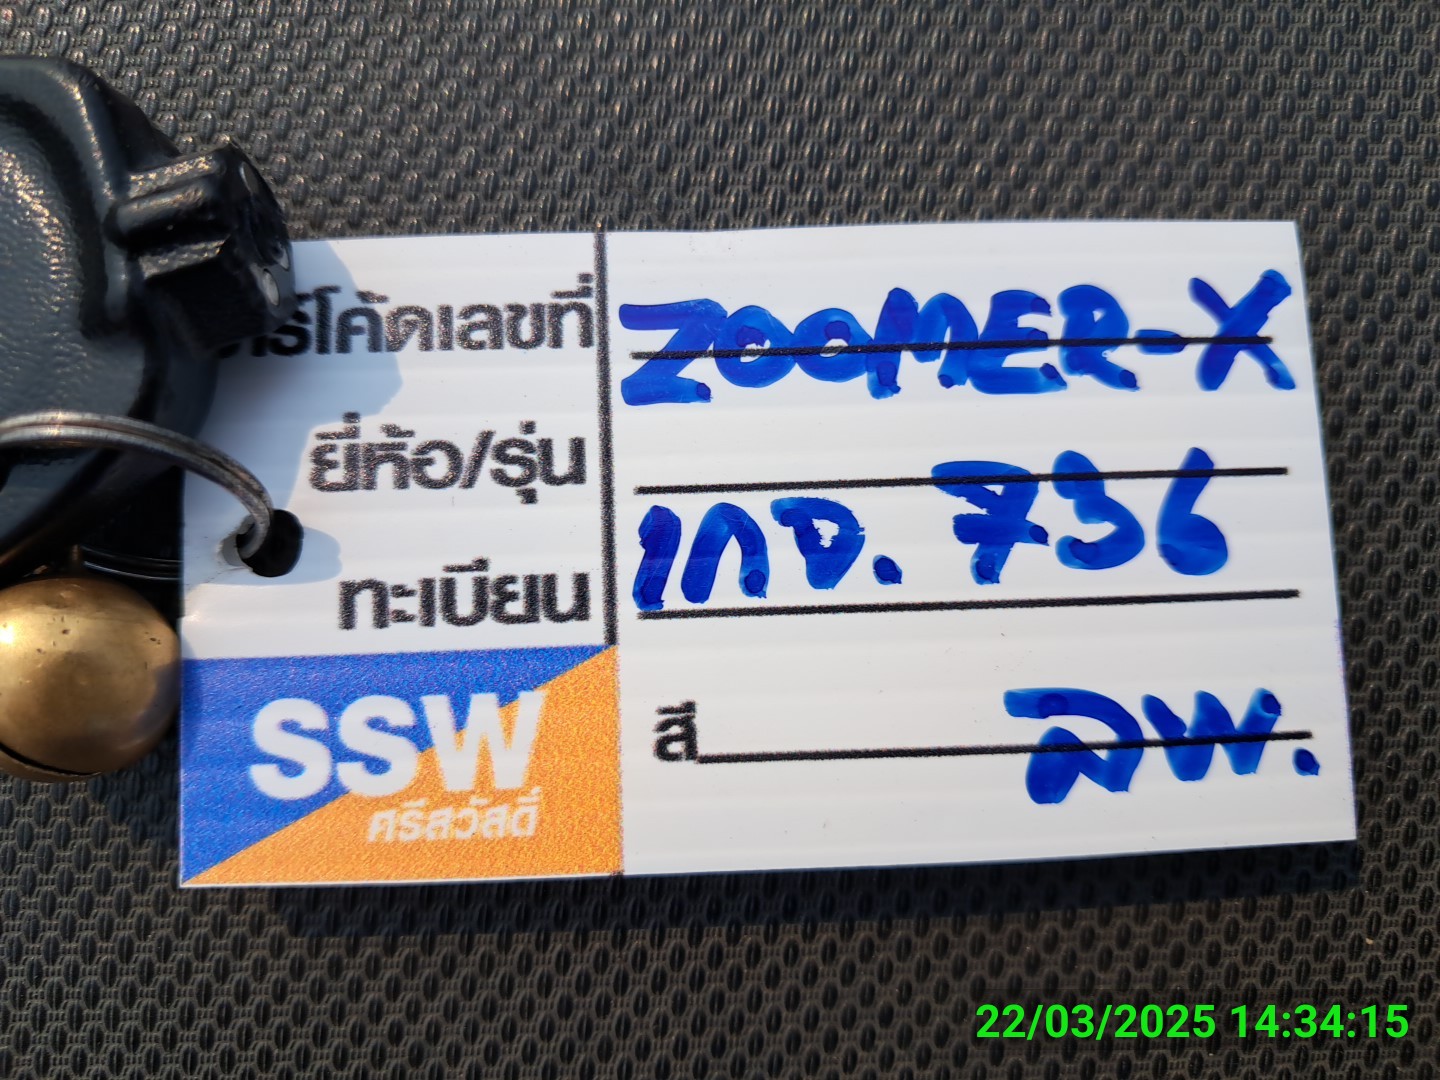 โค้ดเลขที่ ZOOMER-X
ยี่ห้อ/รุ่น
ทะเบียน 1กอ. 736
SSW
ศรีสวัสดิ์
สี ลพ.
22/03/2025 14:34:15